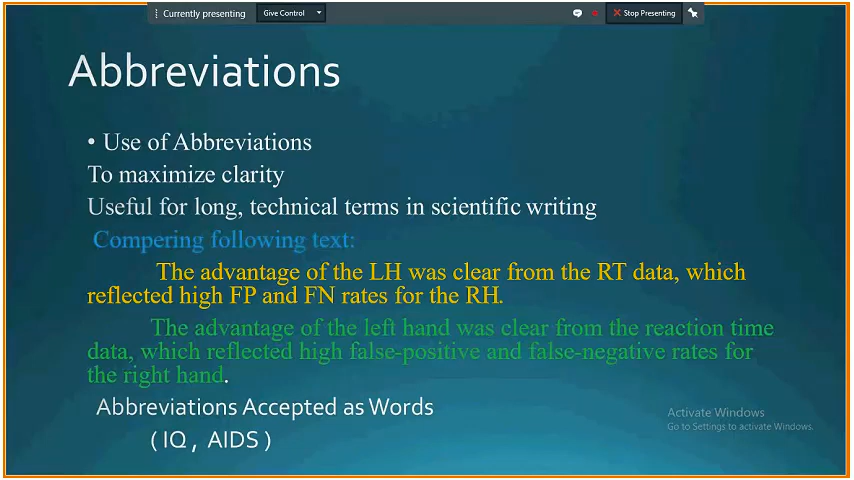 Currently presenting
Give Control
Stop Presenting
Abbreviations
• Use of Abbreviations
To maximize clarity
Useful for long, technical terms in scientific writing
Compering following text:
The advantage of the LH was clear from the RT data, which
reflected high FP and FN rates for the RH.
The advantage of the left hand was clear from the reaction time
data, which reflected high false-positive and false-negative rates for
the right hand.
Abbreviations Accepted as Words
( IQ , AIDS )
Activate Windows
Go to Settings to activate Windows.